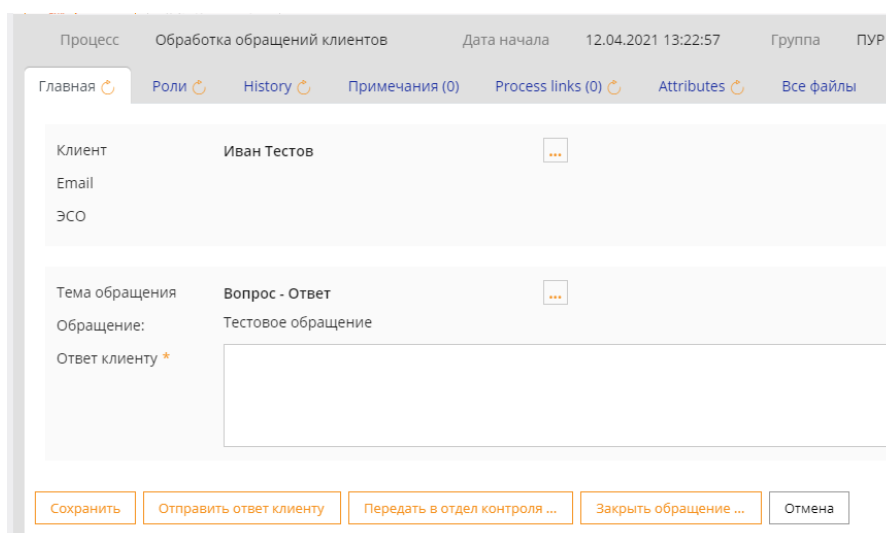 Процесс Обработка обращений клиентов Дата начала 12.04.2021 13:22:57 Группа ПУР
Главная Роли History Примечания (0) Process links (0) Attributes Все файлы
Клиент Иван Тестов ...
Email
ЭСО
Тема обращения Вопрос - Ответ ...
Обращение: Тестовое обращение
Ответ клиенту *
Сохранить Отправить ответ клиенту Передать в отдел контроля ... Закрыть обращение ... Отмена